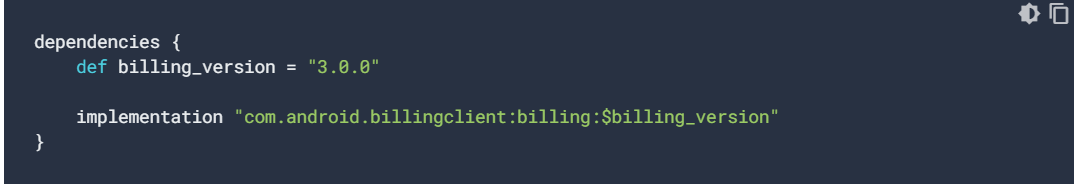 dependencies {
    def billing_version = "3.0.0"
    implementation "com.android.billingclient:billing:$billing_version"
}